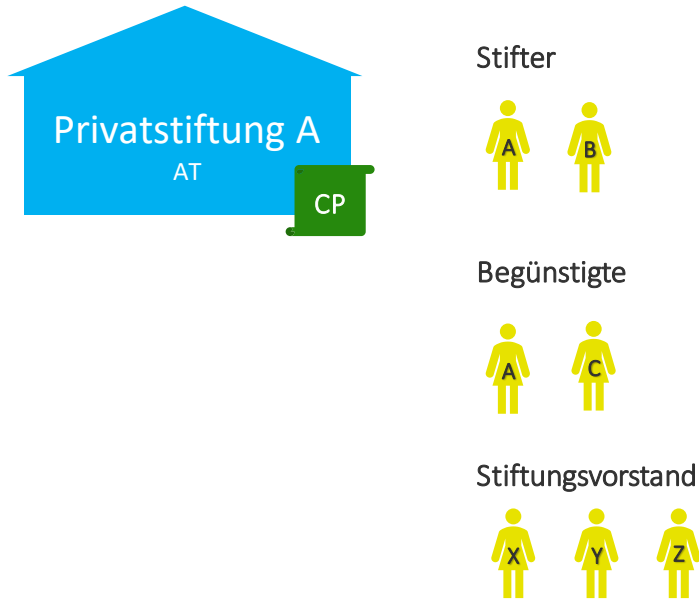 Privatstiftung A
AT
CP
Stifter
A B
Begünstigte
A C
Stiftungsvorstand
X Y Z